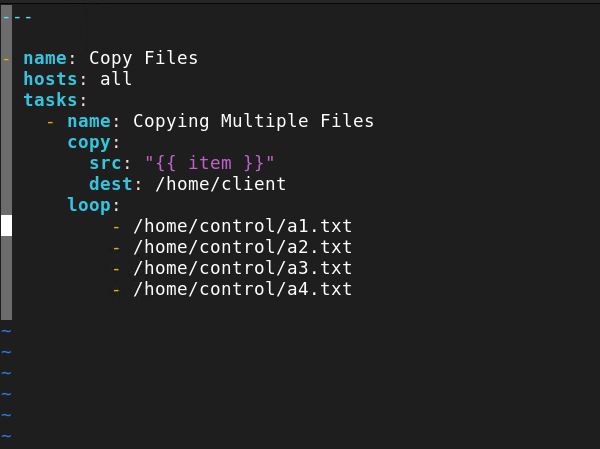 ---

- name: Copy Files
  hosts: all
  tasks:
    - name: Copying Multiple Files
      copy:
        src: "{{ item }}"
        dest: /home/client
      loop:
          - /home/control/a1.txt
          - /home/control/a2.txt
          - /home/control/a3.txt
          - /home/control/a4.txt

~
~
~
~
~
~